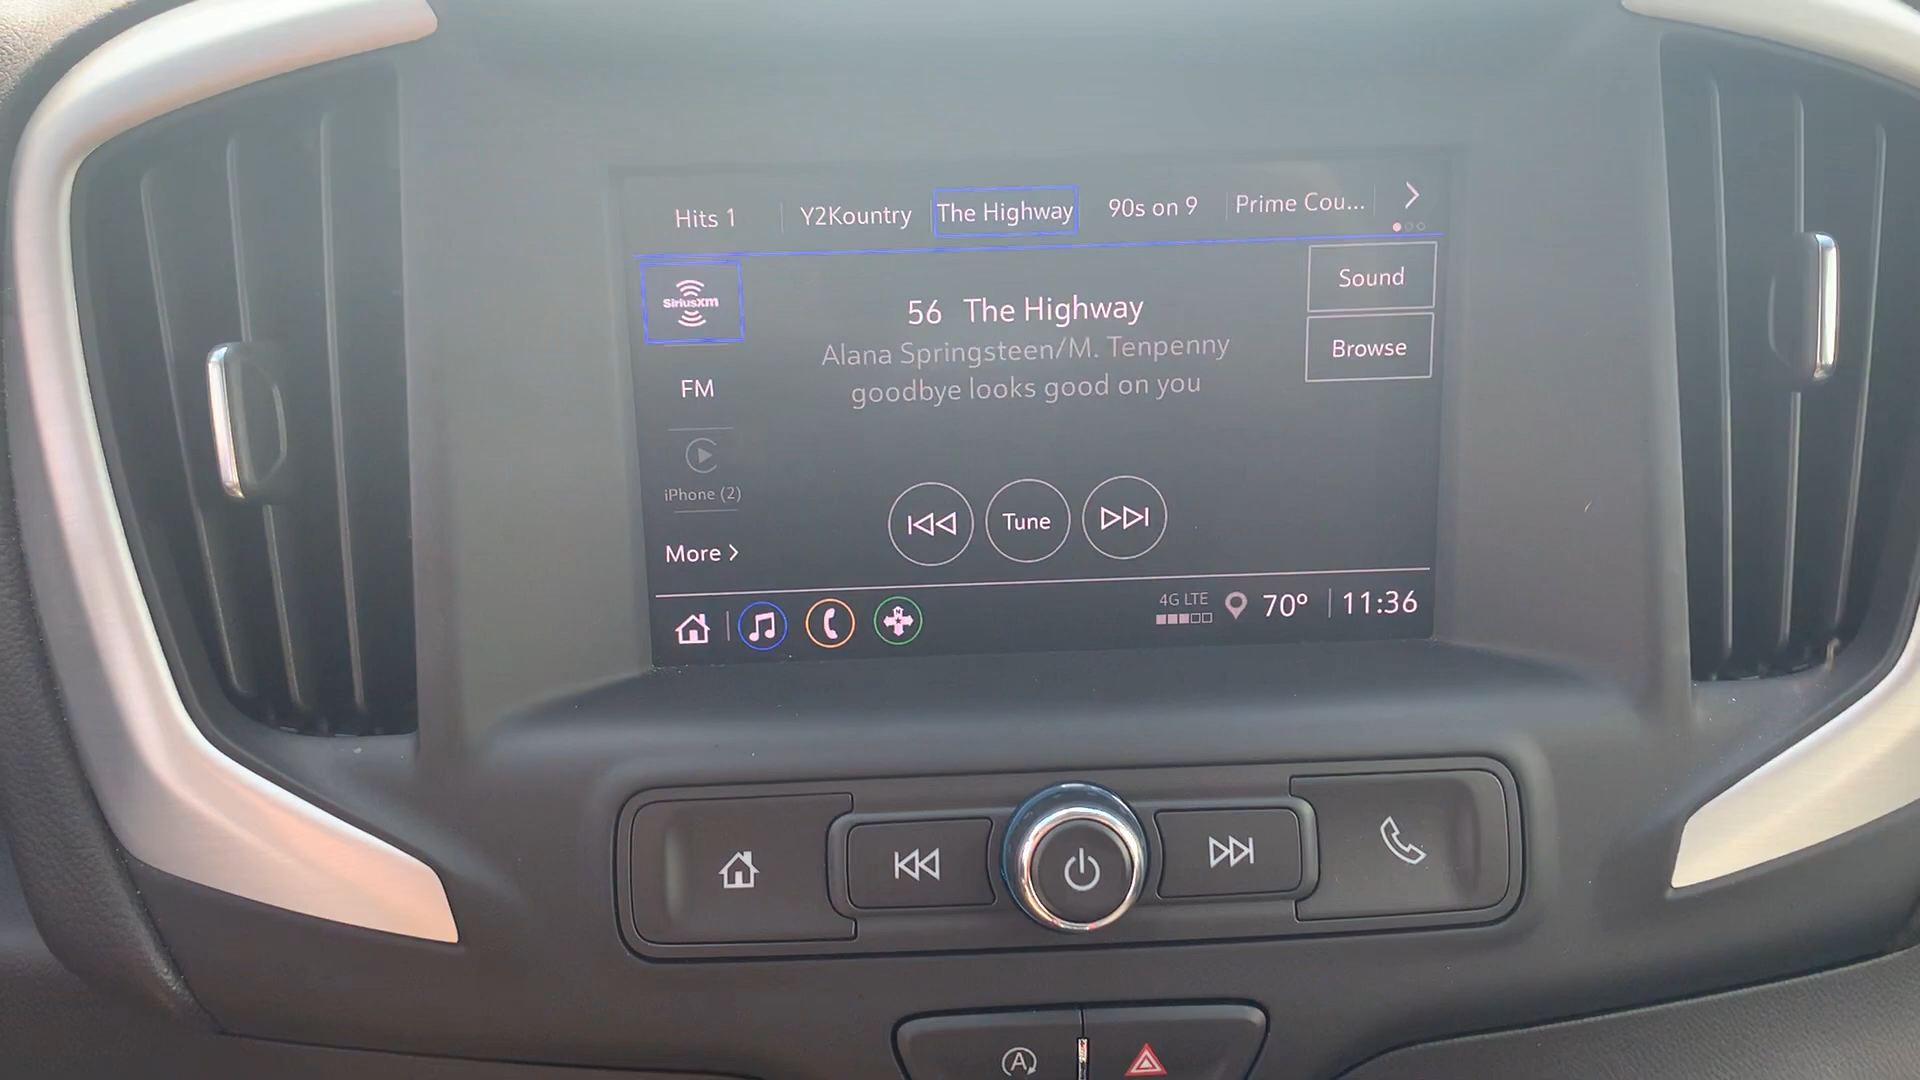 Hits 1
Y2Kountry
The Highway
90s on 9
Prime Cou...
SiriusXM
FM
iPhone (2)
More >
56 The Highway
Alana Springsteen/M. Tenpenny
goodbye looks good on you
Sound
Browse
Tune
4G LTE
70º
11:36
N
A